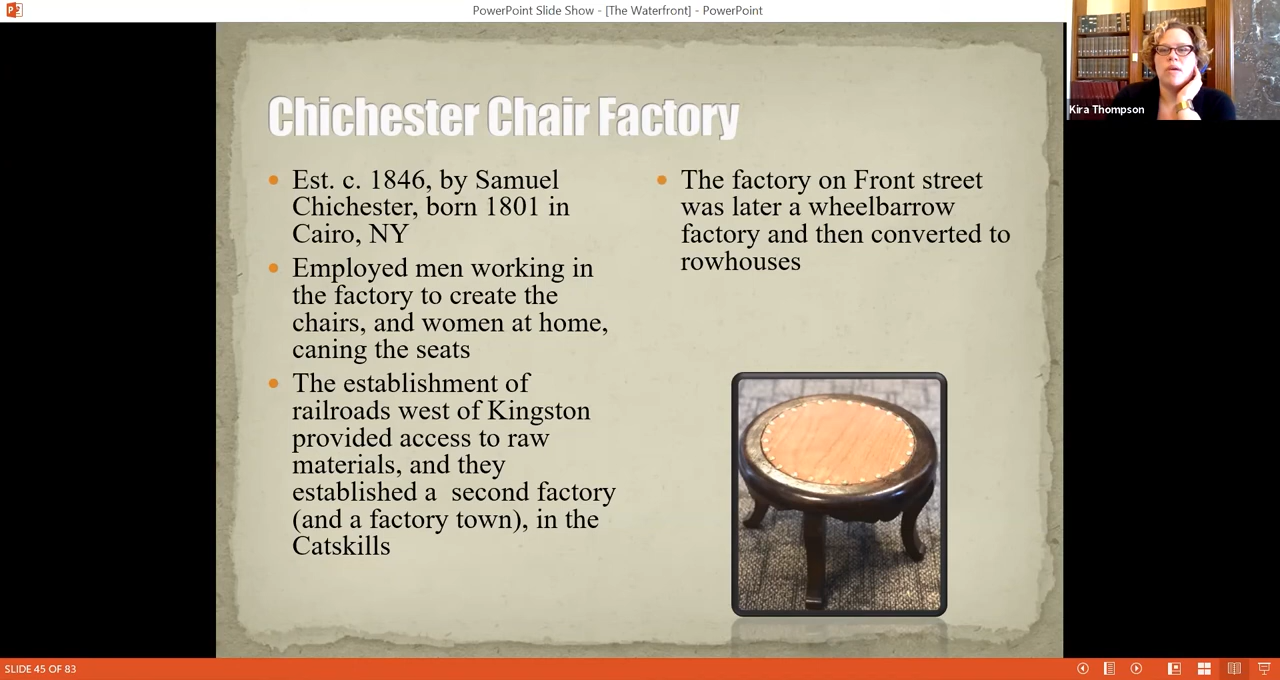 PowerPoint Slide Show - [The Waterfront] - PowerPoint
Kira Thompson
Chichester Chair Factory
Est. c. 1846, by Samuel
Chichester, born 1801 in
Cairo, NY
Employed men working in
the factory to create the
chairs, and women at home,
caning the seats
The establishment of
railroads west of Kingston
provided access to raw
materials, and they
established a  second factory
(and a factory town), in the
Catskills
The factory on Front street
was later a wheelbarrow
factory and then converted to
rowhouses
SLIDE 45 OF 83